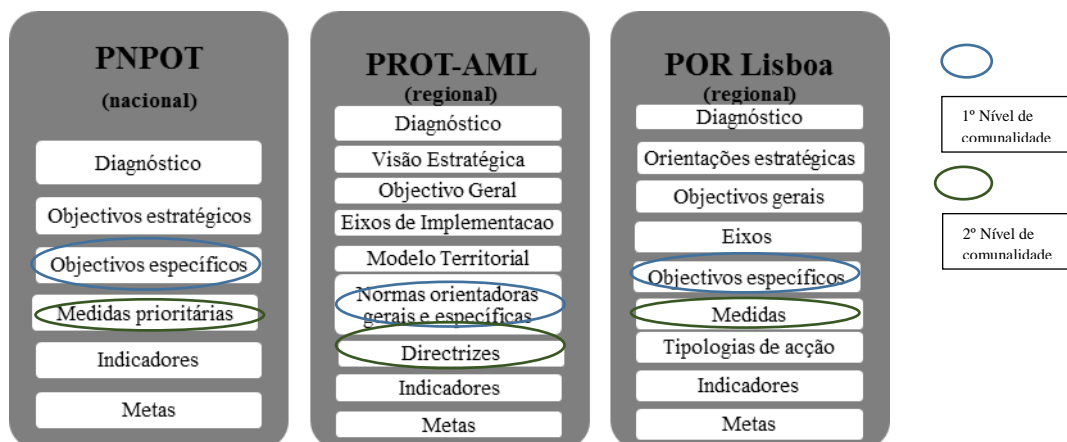 PNPOT
(nacional)
Diagnóstico
Objectivos estratégicos
Objectivos específicos
Medidas prioritárias
Indicadores
Metas
PROT-AML
(regional)
Diagnóstico
Visão Estratégica
Objectivo Geral
Eixos de Implementacao
Modelo Territorial
Normas orientadoras
gerais e específicas
Directrizes
Indicadores
Metas
POR Lisboa
(regional)
Diagnóstico
Orientações estratégicas
Objectivos gerais
Eixos
Objectivos específicos
Medidas
Tipologias de acção
Indicadores
Metas
1º Nível de
comunalidade
2º Nível de
comunalidade